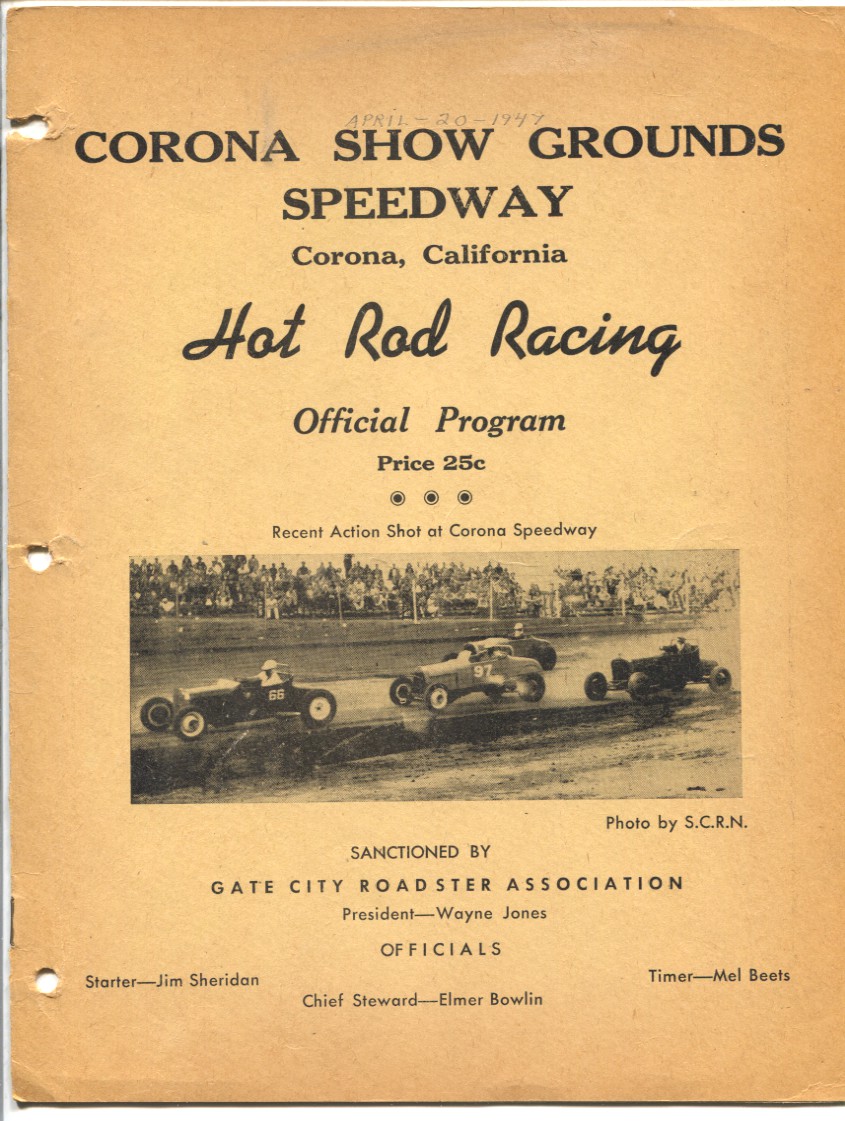 APRIL-20-1947
CORONA SHOW GROUNDS
SPEEDWAY
Corona, California
Hot Rod Racing
Official Program
Price 25c
Recent Action Shot at Corona Speedway
66
97
Photo by S.C.R.N.
SANCTIONED BY
GATE CITY ROADSTER ASSOCIATION
President—Wayne Jones
OFFICIALS
Starter—Jim Sheridan
Timer—Mel Beets
Chief Steward—Elmer Bowlin